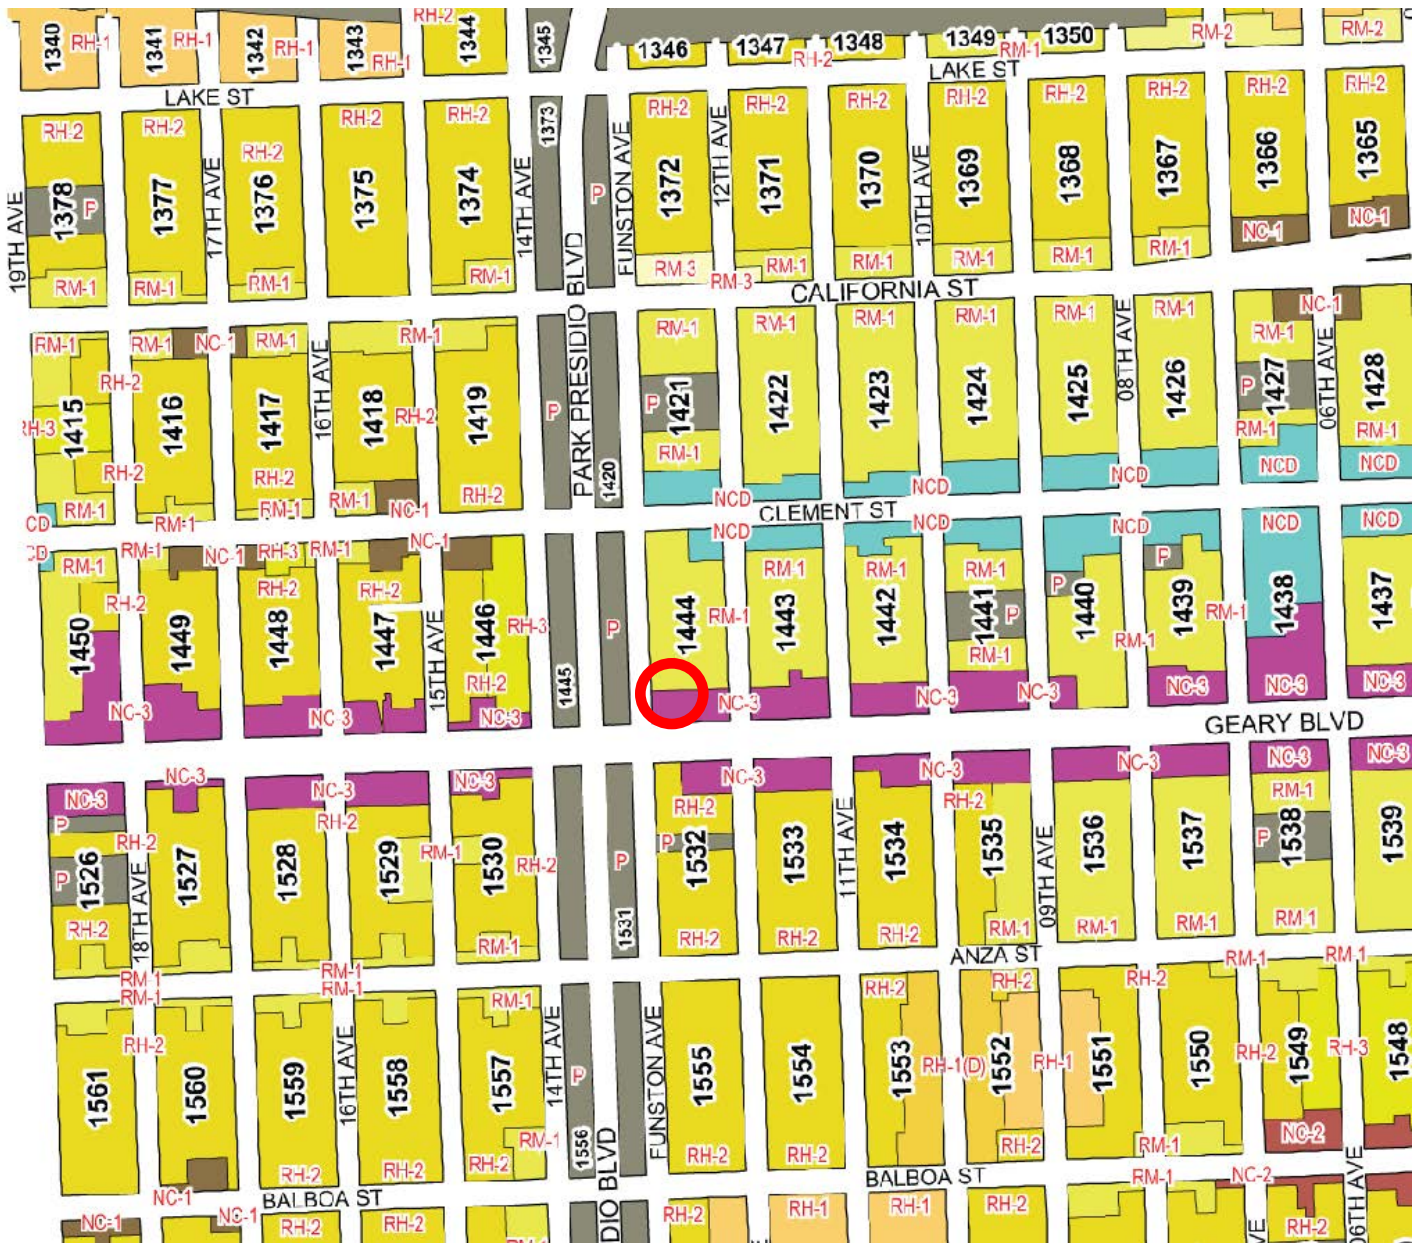 1340 RH-1 1341 RH-1 1342 RH-1 1343 RH-1 RH-2 1344 1345
1346 1347 RH-2 1348 1349 RM-1 1350 RM-2 RM-2
LAKE ST LAKE ST
RH-2 RH-2 RH-2 RH-2 RH-2 1373 RH-2 RH-2 RH-2 RH-2 RH-2 RH-2 RH-2 RH-2
19TH AVE 1378 P 1377 17TH AVE 1376 1375 1374 14TH AVE P FUNSTON AVE 1372 12TH AVE 1371 1370 10TH AVE 1369 1368 1367 1366 1365
NC-1 NC-1
RM-1 RM-1 RM-1 RM-1 RM-3 RM-3 RM-1 RM-1 RM-1 RM-1 RM-1
PARK PRESIDIO BLVD
CALIFORNIA ST
RM-1 RM-1 NC-1 RM-1 RM-1 RM-1 RM-1 RM-1 RM-1 RM-1 RM-1 RM-1 NC-1
RH-2 16TH AVE RH-2 P P P
RH-3 1415 1416 1417 1418 1419 1420 1421 1422 1423 1424 1425 08TH AVE 1426 1427 06TH AVE 1428
RM-1 RM-1 RM-1
RH-2 RH-2 RH-2 NCD NCD NCD NCD NCD
RM-1 RM-1 RM-1 RM-1 NC-1
CD
CLEMENT ST
CD RM-1 RM-1 NC-1 RH-3 RM-1 NC-1 NCD NCD NCD NCD NCD
RM-1 RM-1 RM-1 P
RH-2 RH-2 RH-2 P P
1450 1449 1448 1447 15TH AVE 1446 RH-3 1445 P 1444 RM-1 1443 1442 1441 RM-1 1440 RM-1 1439 RM-1 1438 1437
RH-2
NC-3 NC-3 NC-3 NC-3 NC-3 NC-3 NC-3 NC-3 NC-3
GEARY BLVD
NC-3 NC-3 NC-3 NC-3 NC-3 NC-3 NC-3 NC-3 NC-3
P RH-2 RH-2 RH-2 RH-2 RM-1
RH-2 RM-1 P P
P 1526 18TH AVE 1527 1528 1529 1530 P 1531 1532 1533 11TH AVE 1534 1535 09TH AVE 1536 1537 1538 1539
RH-2 RM-1 RH-2 RH-2 RH-2 RM-1 RM-1 RM-1 RM-1
ANZA ST
RM-1 RM-1 RM-1 RM-1
RM-1 RM-1 RM-1 RH-2 RH-2 RH-2
RH-2 RH-2 RH-3
1561 1560 1559 16TH AVE 1558 1557 14TH AVE P 1556 FUNSTON AVE 1555 1554 1553 RH-1(D) 1552 RH-1 1551 1550 1549 1548
RM-1 NC-2
RH-2 RH-2 RH-2 RH-2 RH-2 RH-2 RM-1
NC-1 BALBOA ST BALBOA ST RM-1 NC-2 06TH AVE
NC-1 NC-1 RH-2 RH-2 DIO BLVD RH-2 RH-1 RH-1 RH-2 VE RH-2